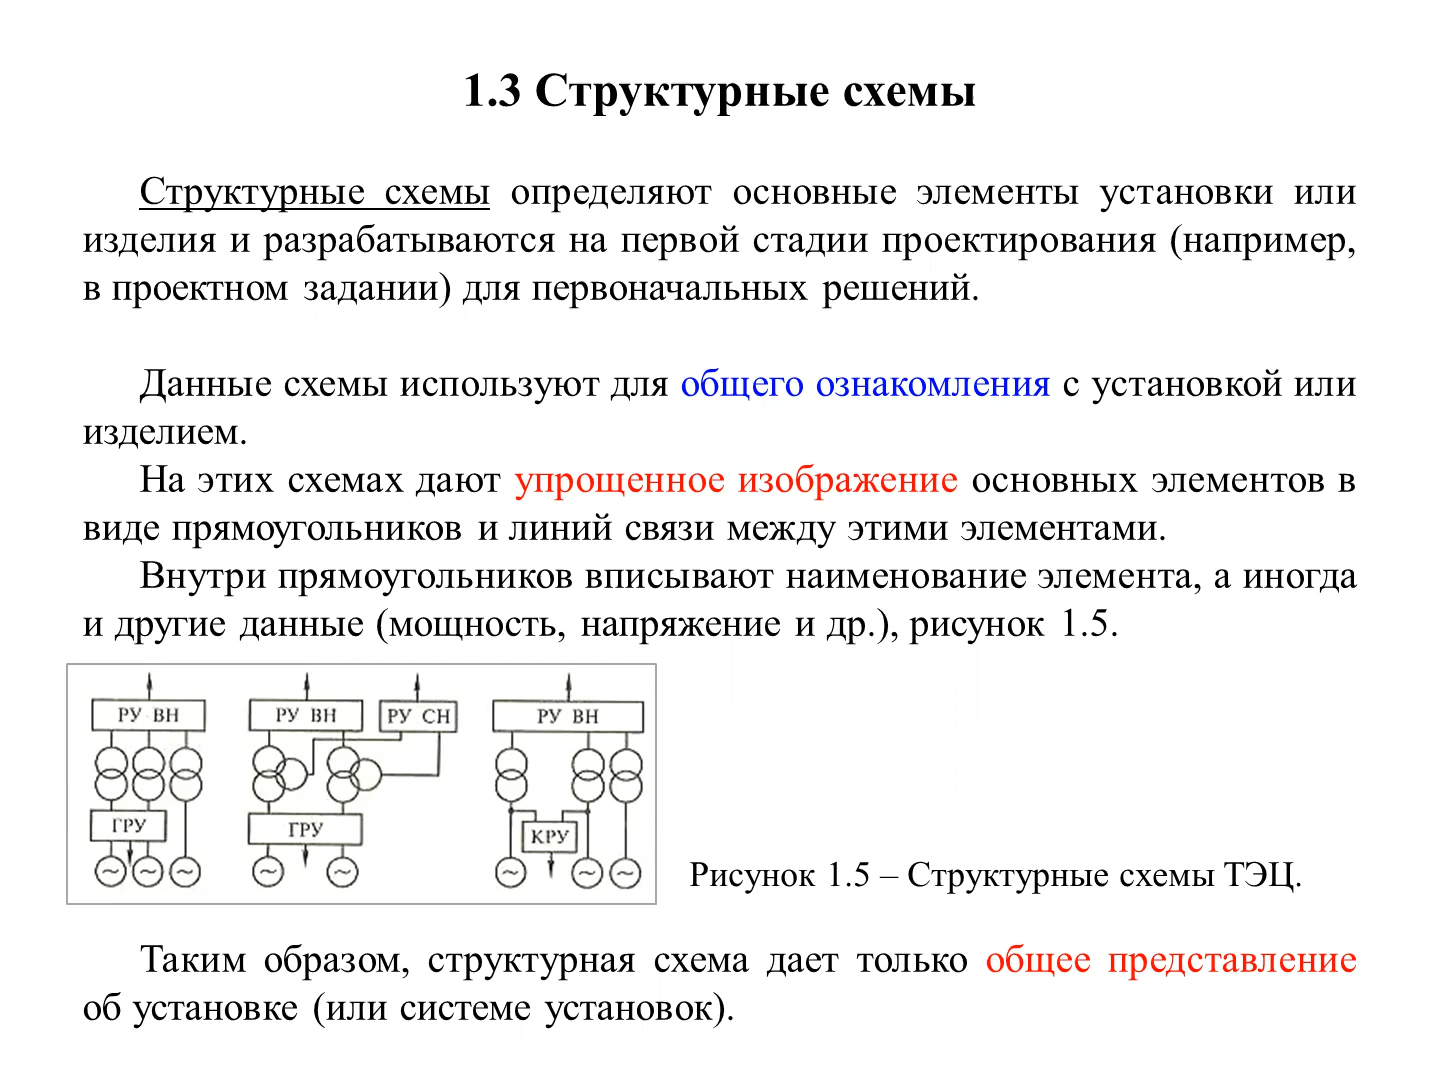 1.3 Структурные схемы
Структурные схемы определяют основные элементы установки или
изделия и разрабатываются на первой стадии проектирования (например,
в проектном задании) для первоначальных решений.
Данные схемы используют для общего ознакомления с установкой или
изделием.
На этих схемах дают упрощенное изображение основных элементов в
виде прямоугольников и линий связи между этими элементами.
Внутри прямоугольников вписывают наименование элемента, а иногда
и другие данные (мощность, напряжение и др.), рисунок 1.5.
РУ ВН
РУ ВН
РУ СН
РУ ВН
ГРУ
ГРУ
КРУ
Рисунок 1.5 – Структурные схемы ТЭЦ.
Таким образом, структурная схема дает только общее представление
об установке (или системе установок).